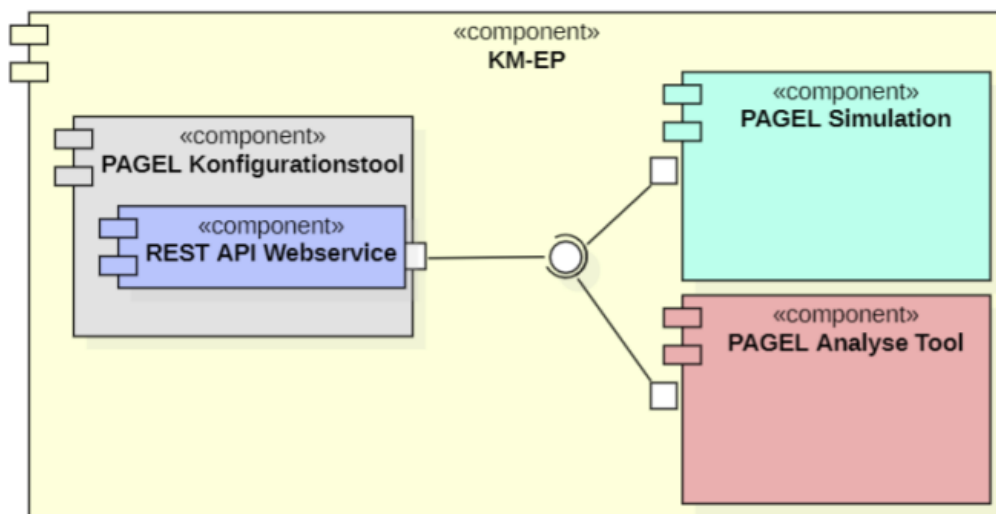 «component»
KM-EP
«component»
PAGEL Simulation
«component»
PAGEL Konfigurationstool
«component»
REST API Webservice
«component»
PAGEL Analyse Tool